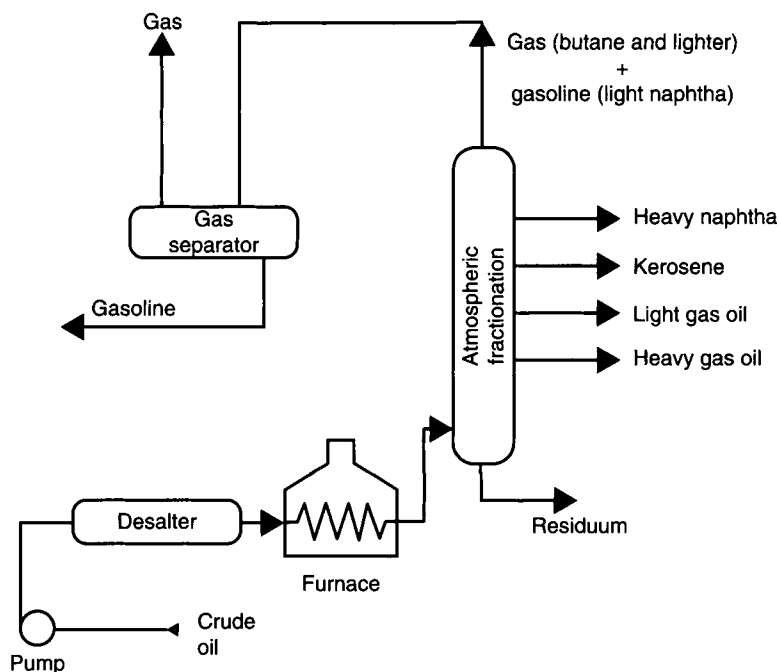 Gas
Gas (butane and lighter)
+
gasoline (light naphtha)
Gas
separator
Heavy naphtha
Kerosene
Atmospheric
fractionation
Light gas oil
Gasoline
Heavy gas oil
Desalter
Residuum
Furnace
Crude
oil
Pump